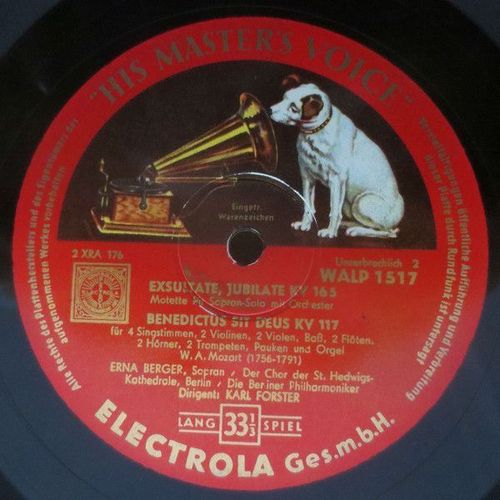 "HIS MASTER'S VOICE"
Eingetr.
Warenzeichen
2 XRA 176
Unzerbrechlich 2
WALP 1517
EXSULTATE, JUBILATE KV 165
Motette für Sopran-Solo mit Orchester
BENEDICTUS SIT DEUS KV 117
für 4 Singstimmen, 2 Violinen, 2 Violen, Baß, 2 Flöten,
2 Hörner, 2 Trompeten, Pauken und Orgel
W. A. Mozart (1756-1791)
ERNA BERGER, Sopran / Der Chor der St. Hedwigs-
Kathedrale, Berlin / Die Berliner Philharmoniker
Dirigent: KARL FORSTER
LANG 33 1/3 SPIEL
ELECTROLA Ges.m.b.H.
Alle Rechte des Plattenherstellers und des Eigentümers des
aufgenommenen Werkes vorbehalten
Vervielfältigungen öffentliche Aufführung und Verbreitung
dieser Platte durch Rundfunk ist untersagt